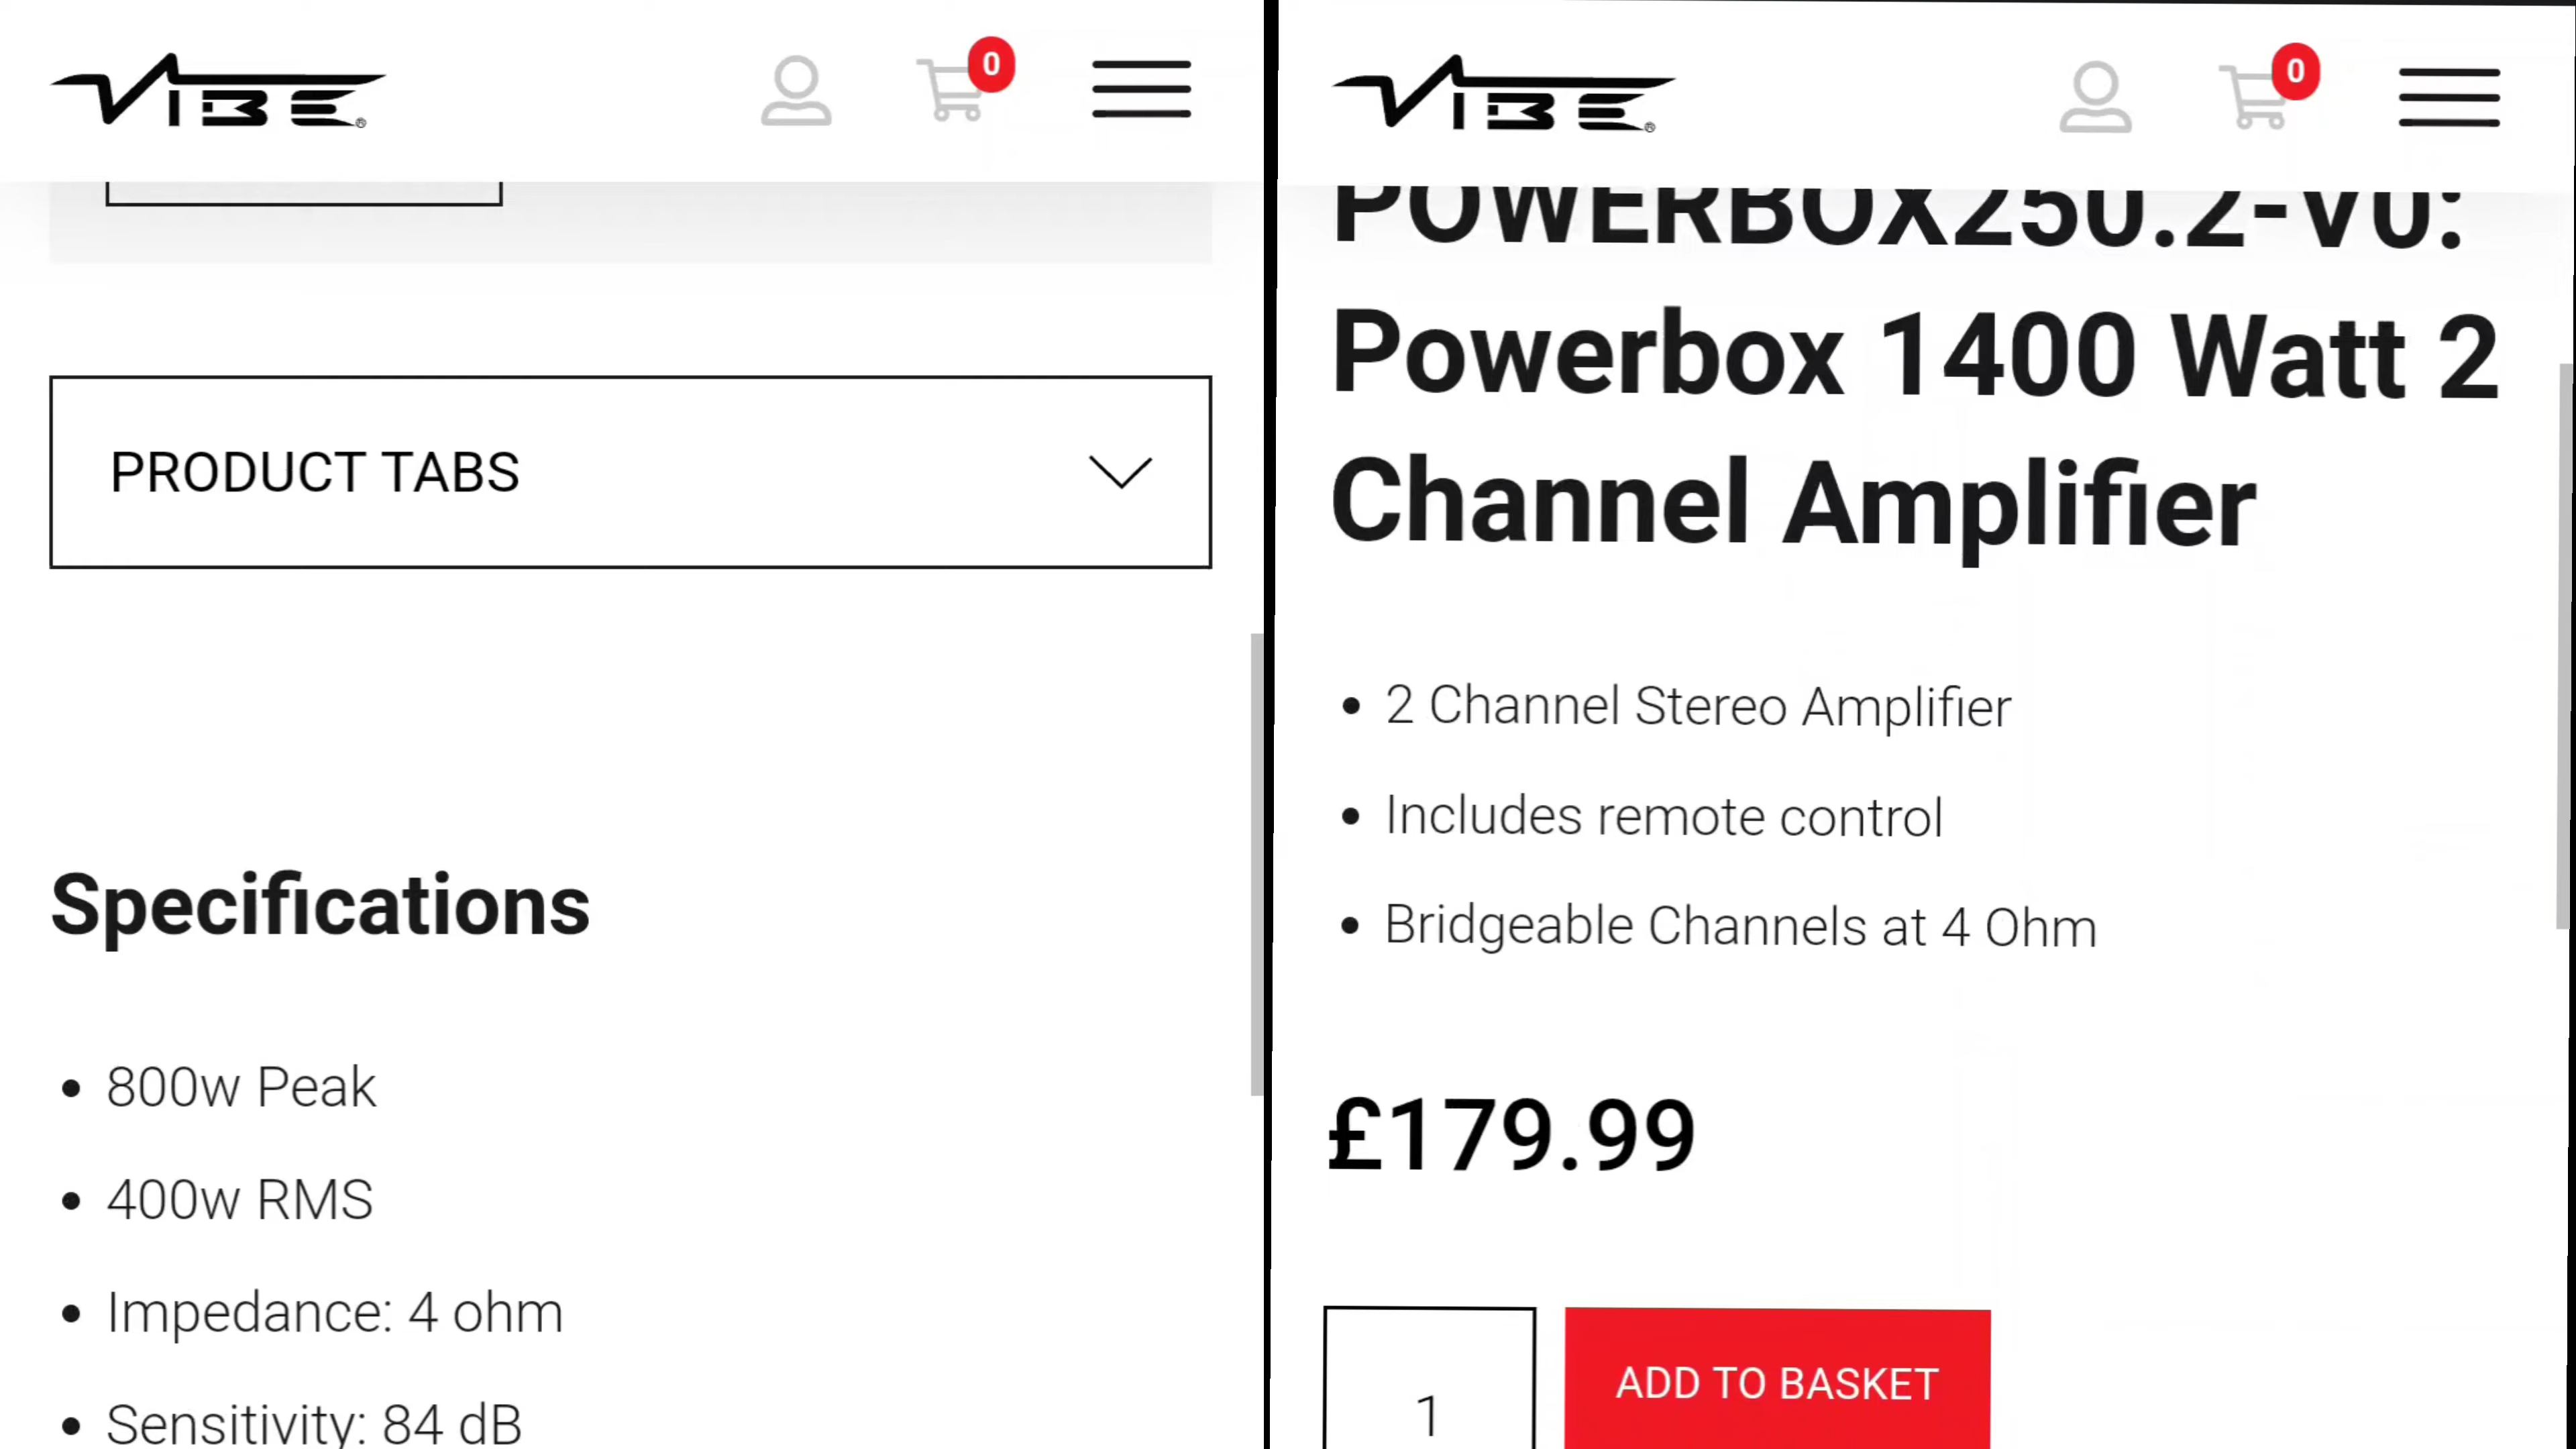 VIBE®
0
PRODUCT TABS
Specifications
• 800w Peak
• 400w RMS
• Impedance: 4 ohm
• Sensitivity: 84 dB
VIBE®
0
POWERBOX250.2-V0:
Powerbox 1400 Watt 2
Channel Amplifier
• 2 Channel Stereo Amplifier
• Includes remote control
• Bridgeable Channels at 4 Ohm
£179.99
1
ADD TO BASKET